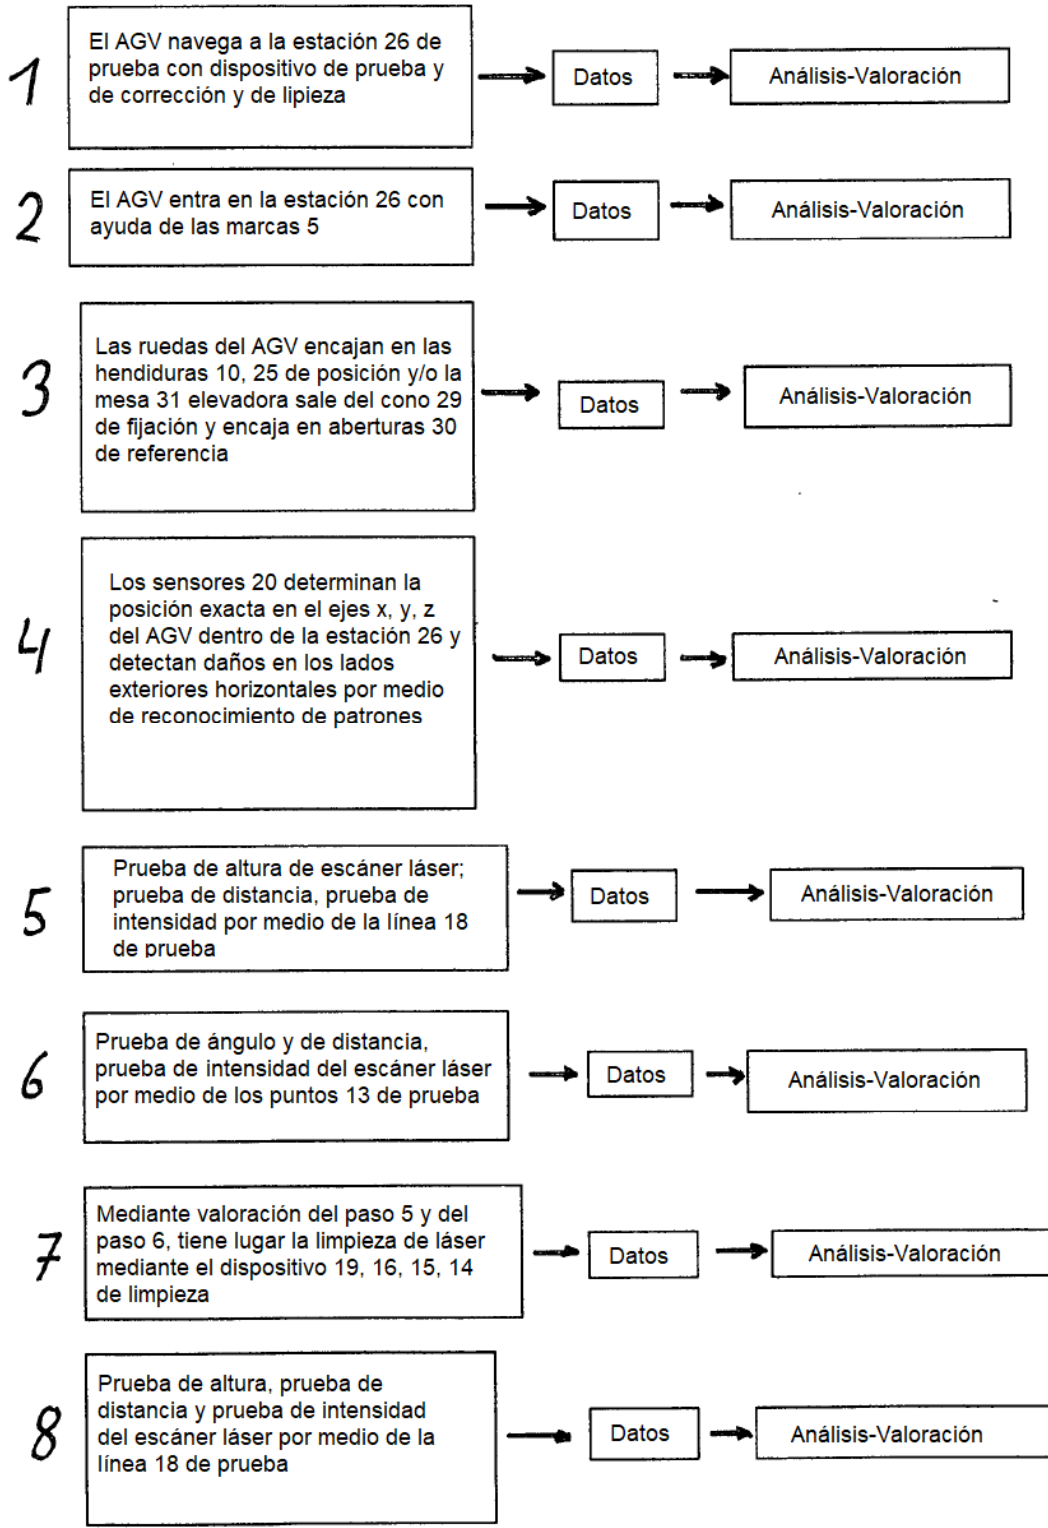 1
El AGV navega a la estación 26 de
prueba con dispositivo de prueba y
de corrección y de lipieza
Datos
Análisis-Valoración
2
El AGV entra en la estación 26 con
ayuda de las marcas 5
Datos
Análisis-Valoración
3
Las ruedas del AGV encajan en las
hendiduras 10, 25 de posición y/o la
mesa 31 elevadora sale del cono 29
de fijación y encaja en aberturas 30
de referencia
Datos
Análisis-Valoración
4
Los sensores 20 determinan la
posición exacta en el ejes x, y, z
del AGV dentro de la estación 26 y
detectan daños en los lados
exteriores horizontales por medio
de reconocimiento de patrones
Datos
Análisis-Valoración
5
Prueba de altura de escáner láser;
prueba de distancia, prueba de
intensidad por medio de la línea 18
de prueba
Datos
Análisis-Valoración
6
Prueba de ángulo y de distancia,
prueba de intensidad del escáner láser
por medio de los puntos 13 de prueba
Datos
Análisis-Valoración
7
Mediante valoración del paso 5 y del
paso 6, tiene lugar la limpieza de láser
mediante el dispositivo 19, 16, 15, 14
de limpieza
Datos
Análisis-Valoración
8
Prueba de altura, prueba de
distancia y prueba de intensidad
del escáner láser por medio de la
línea 18 de prueba
Datos
Análisis-Valoración